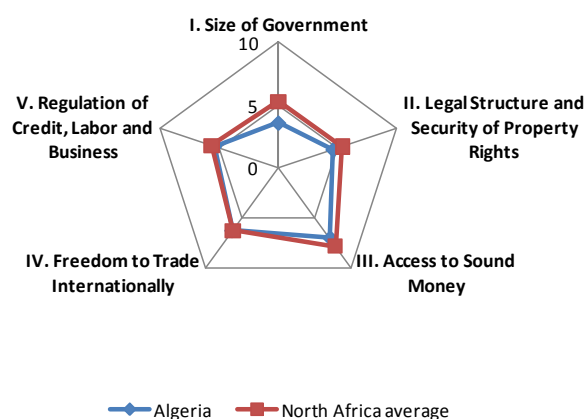 I. Size of Government
10
5
0
II. Legal Structure and
Security of Property
Rights
III. Access to Sound
Money
IV. Freedom to Trade
Internationally
V. Regulation of
Credit, Labor and
Business
Algeria
North Africa average